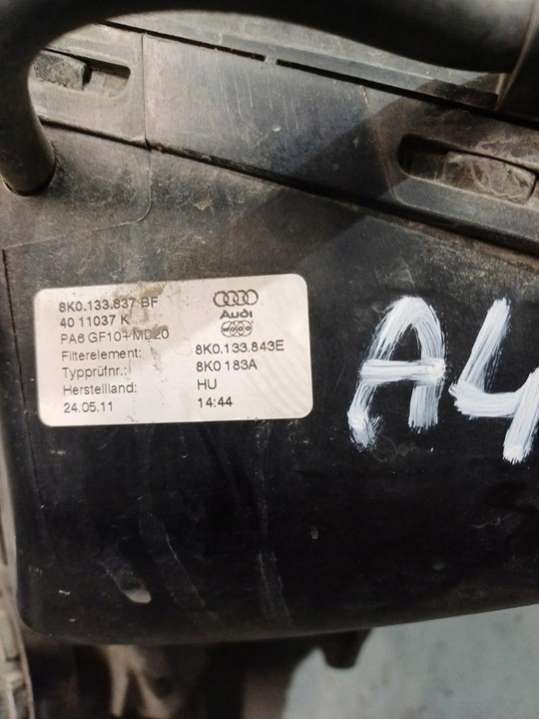 8K0.133.837 BF
40 11037 K
Audi
PA6 GF10+MD20
Filterelement: 8K0.133.843E
Typprüfnr.: 8K0 183A
Herstellland: HU
24.05.11 14:44
A4